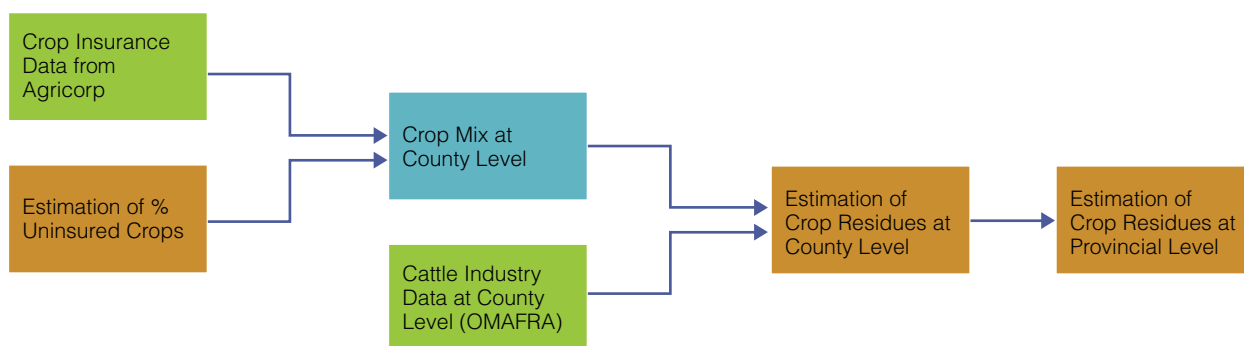 Crop Insurance
Data from
Agricorp
Estimation of %
Uninsured Crops
Crop Mix at
County Level
Cattle Industry
Data at County
Level (OMAFRA)
Estimation of
Crop Residues at
County Level
Estimation of
Crop Residues at
Provincial Level